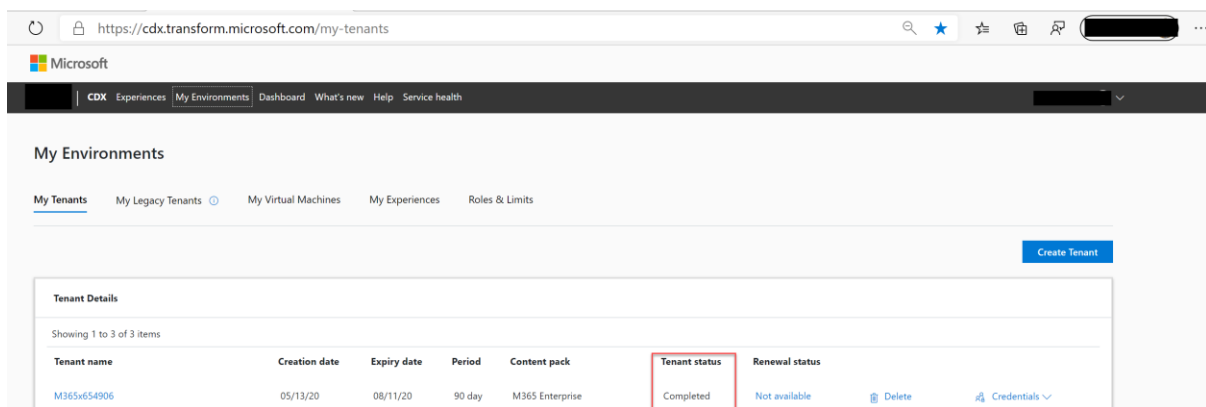 https://cdx.transform.microsoft.com/my-tenants
Microsoft
CDX Experiences My Environments Dashboard What's new Help Service health
My Environments
My Tenants My Legacy Tenants My Virtual Machines My Experiences Roles & Limits
Create Tenant
Tenant Details
Showing 1 to 3 of 3 items
Tenant name Creation date Expiry date Period Content pack Tenant status Renewal status
M365x654906 05/13/20 08/11/20 90 day M365 Enterprise Completed Not available Delete Credentials